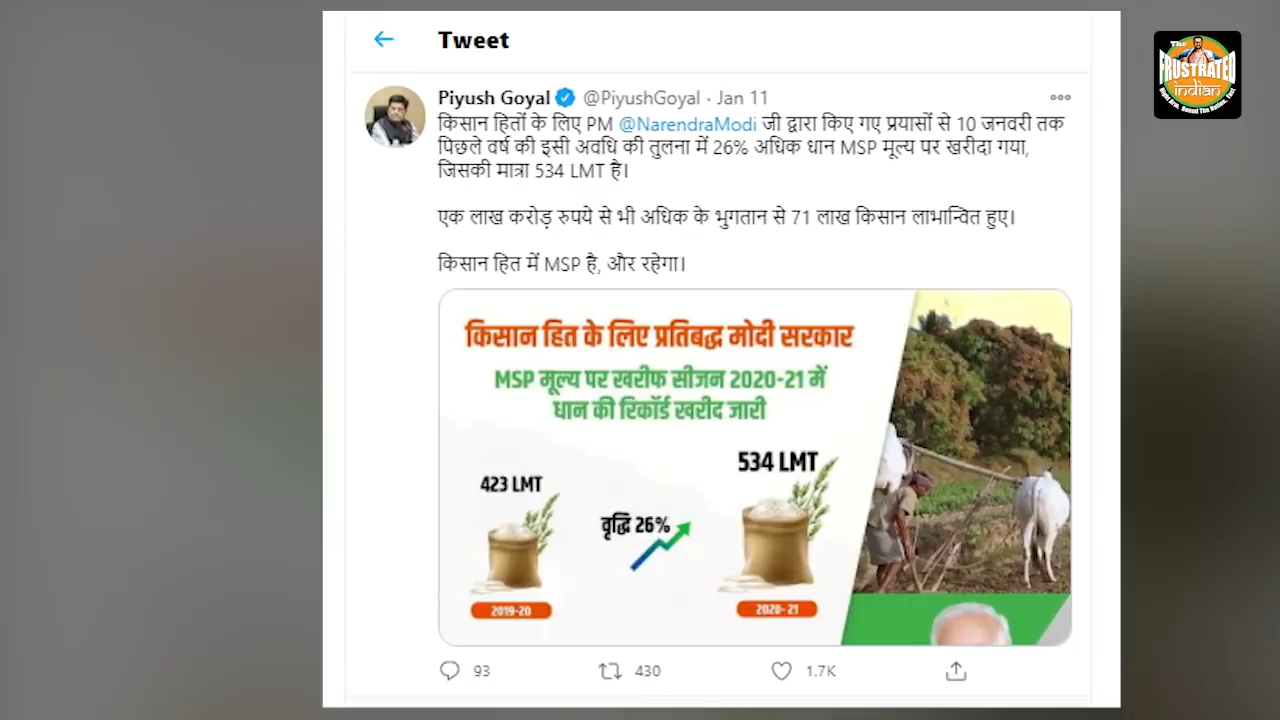 Tweet
The
FRUSTRATED
indian
Piyush Goyal @PiyushGoyal · Jan 11
किसान हितों के लिए PM @NarendraModi जी द्वारा किए गए प्रयासों से 10 जनवरी तक
पिछले वर्ष की इसी अवधि की तुलना में 26% अधिक धान MSP मूल्य पर खरीदा गया,
जिसकी मात्रा 534 LMT है।
एक लाख करोड़ रुपये से भी अधिक के भुगतान से 71 लाख किसान लाभान्वित हुए।
किसान हित में MSP है, और रहेगा।
किसान हित के लिए प्रतिबद्ध मोदी सरकार
MSP मूल्य पर खरीफ सीजन 2020-21 में
धान की रिकॉर्ड खरीद जारी
534 LMT
423 LMT
वृद्धि 26%
2019-20
2020-21
93
430
1.7K